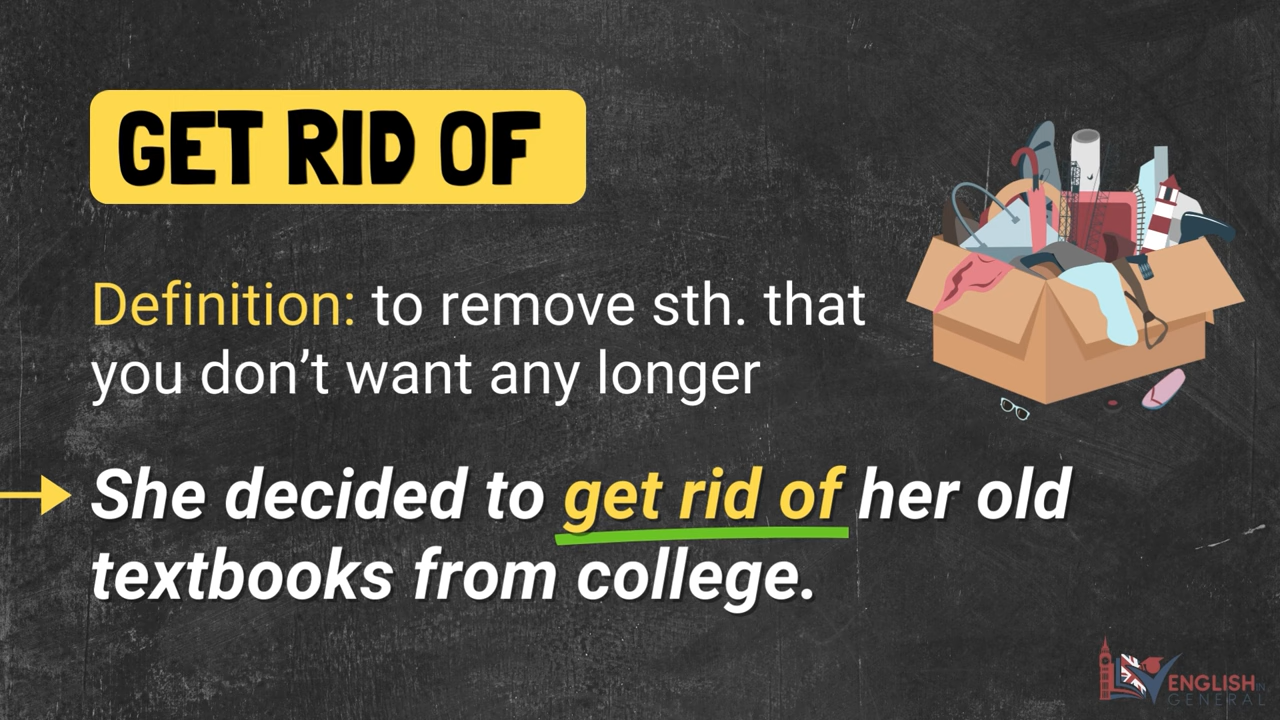 GET RID OF
Definition: to remove sth. that
you don’t want any longer
She decided to get rid of her old
textbooks from college.
ENGLISH IN
GENERAL